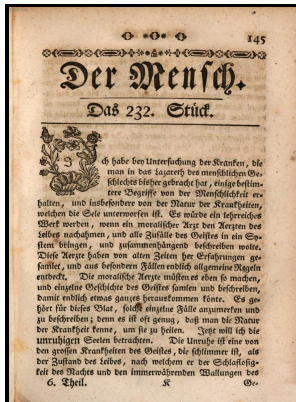 145
Der Mensch.
Das 232. Stück.
Ich habe bey Untersuchung der Kranken, die
man in das Lazareth des menschlichen Ge-
schlechts bisher gebracht hat, einige bestim-
tere Begriffe von der Menschlichkeit er-
halten, und insbesondere von der Natur der Krankheiten,
welchen die Sele unterworfen ist. Es würde ein lehrreiches
Werk werden, wenn ein moralischer Arzt den Aerzten des
Leibes nachahmen, und alle Zufälle des Geistes in ein Sy-
stem bringen, und zusammenhängend beschreiben wolte.
Diese Aerzte haben von alten Zeiten her Erfahrungen ge-
samlet, und aus besondern Fällen endlich allgemeine Regeln
entdeckt. Die moralische Aerzte müsten es eben so machen,
und einzelne Geschichte des Geistes samlen und beschreiben,
damit endlich etwas ganzes herauskommen könte. Es ge-
hört für dieses Blat, solche einzelne Fälle anzumerken und
zu beschreiben; denn es ist oft genug, daß man die Natur
der Krankheit kenne, um sie zu heilen. Jetzt will ich die
unruhigen Seelen betrachten. Die Unruhe ist eine von
den grossen Krankheiten des Geistes, die schlimmer ist, als
der Zustand des Leibes, nach welchem er der Schlaflosig-
keit des Nachts und den immerwährenden Wallungen des
6. Theil. K Ge-